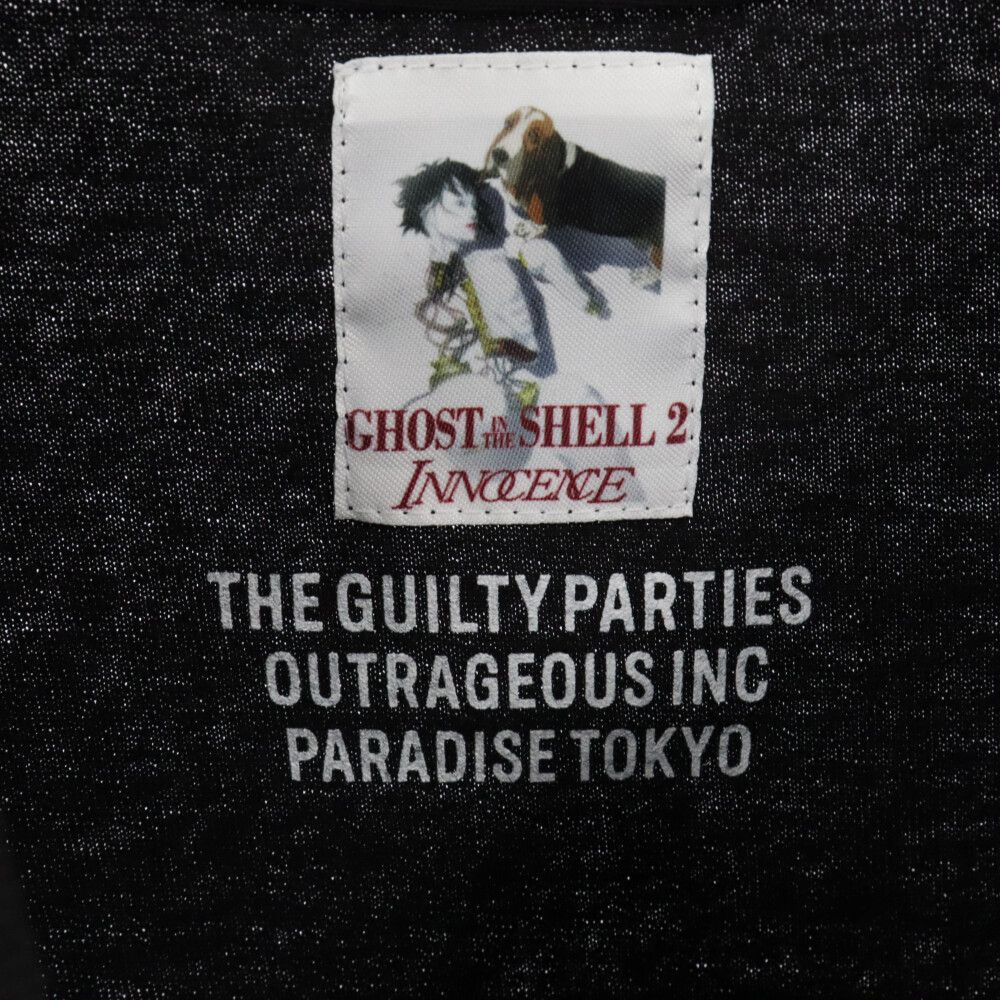 GHOST IN THE SHELL 2
INNOCENCE
THE GUILTY PARTIES
OUTRAGEOUS INC
PARADISE TOKYO